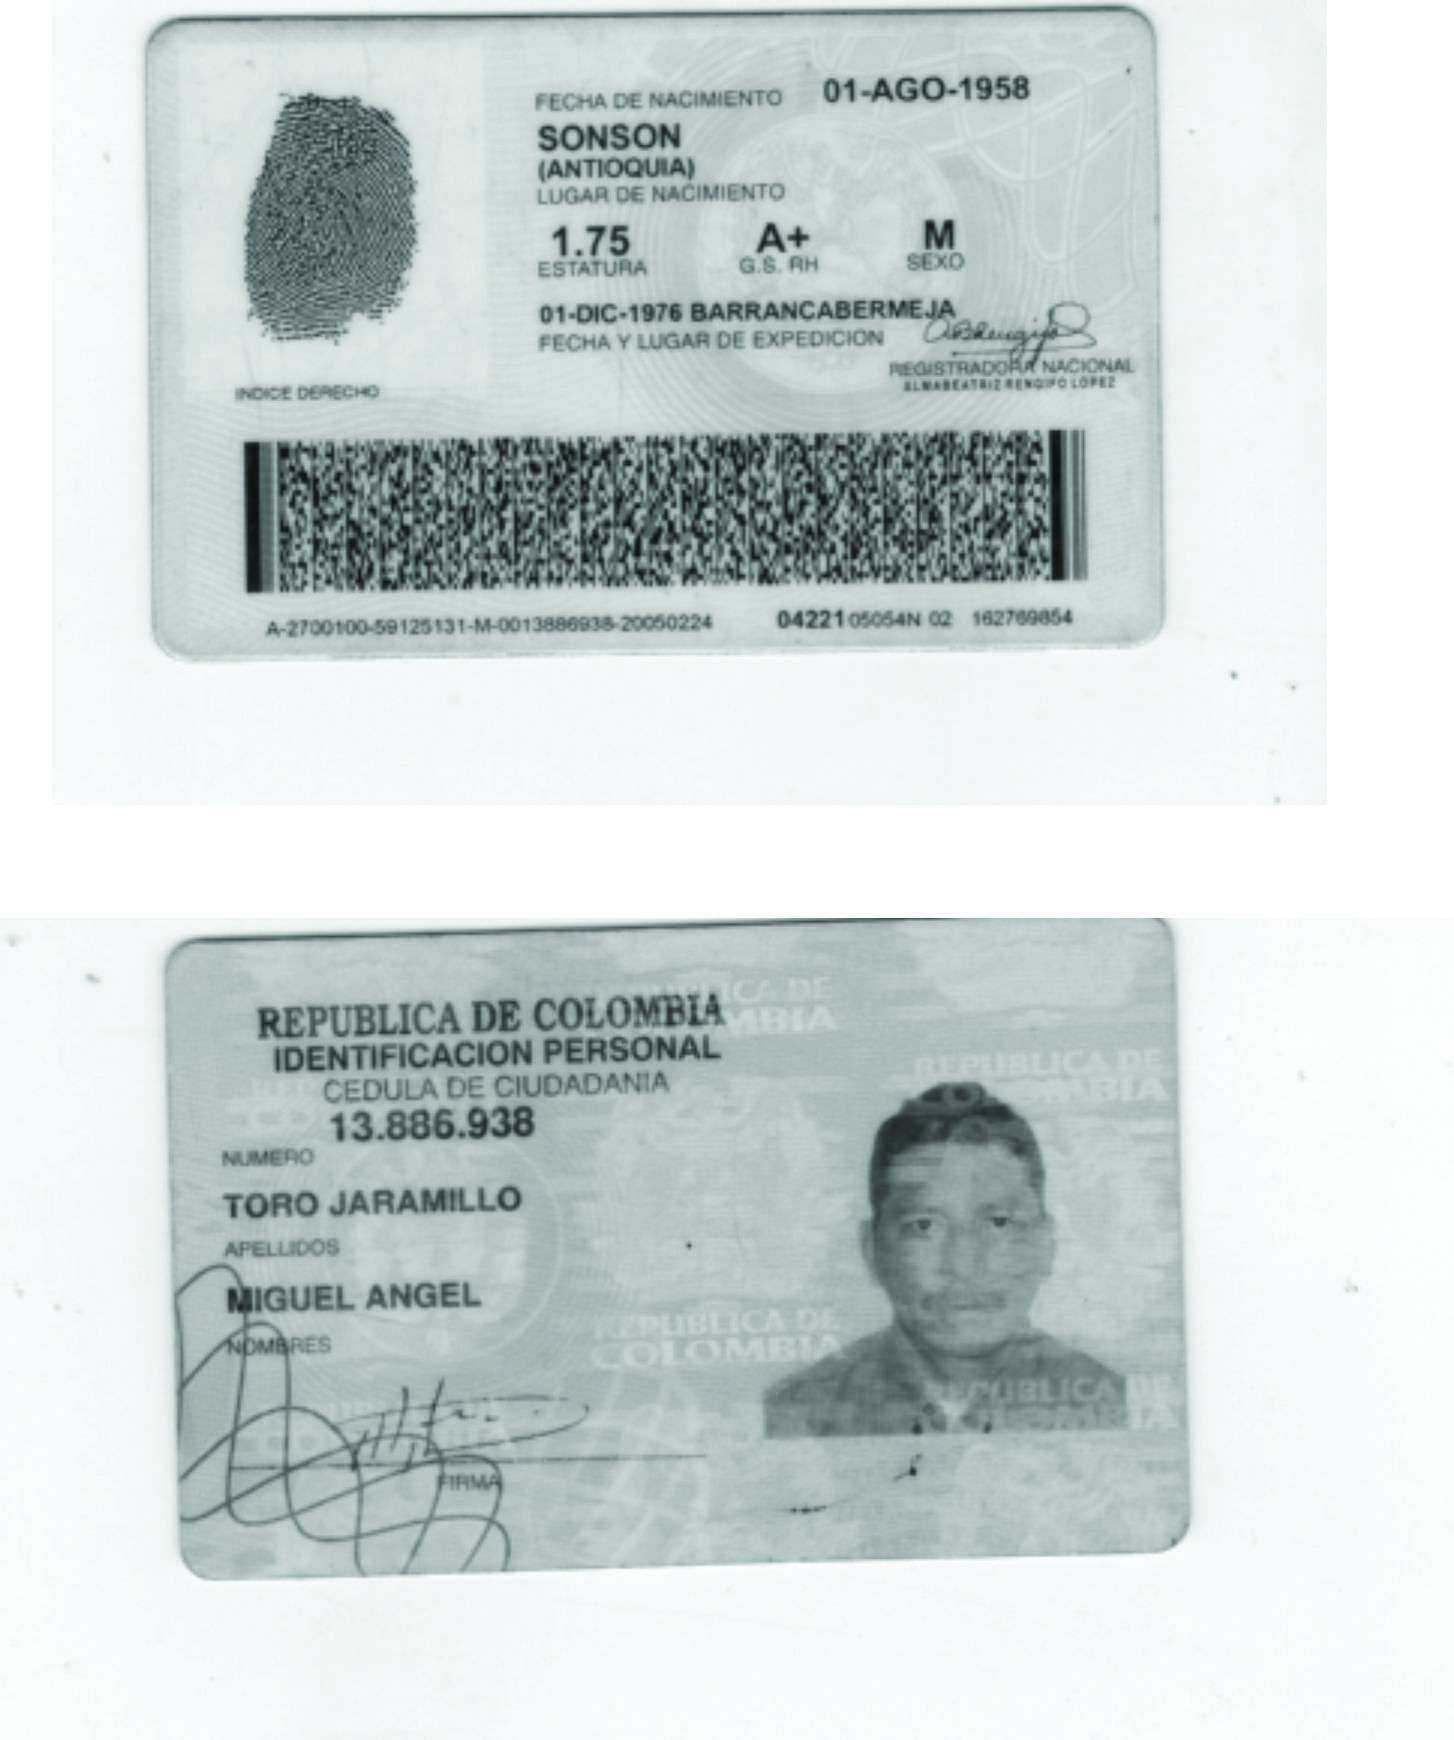 FECHA DE NACIMIENTO 01-AGO-1958
SONSON
(ANTIOQUIA)
LUGAR DE NACIMIENTO
1.75 A+ M
ESTATURA G.S. RH SEXO
01-DIC-1976 BARRANCABERMEJA
FECHA Y LUGAR DE EXPEDICION
REGISTRADORA NACIONAL
ALMABEATRIZ RENGIFO LOPEZ
INDICE DERECHO
A-2700100-59125131-M-0013886938-20050224 04221 05054N 02 162769854
REPUBLICA DE COLOMBIA
IDENTIFICACION PERSONAL
CEDULA DE CIUDADANIA
13.886.938
NUMERO
TORO JARAMILLO
APELLIDOS
MIGUEL ANGEL
NOMBRES
FIRMA
REPUBLICA DE
COLOMBIA
REPUBLICA DE